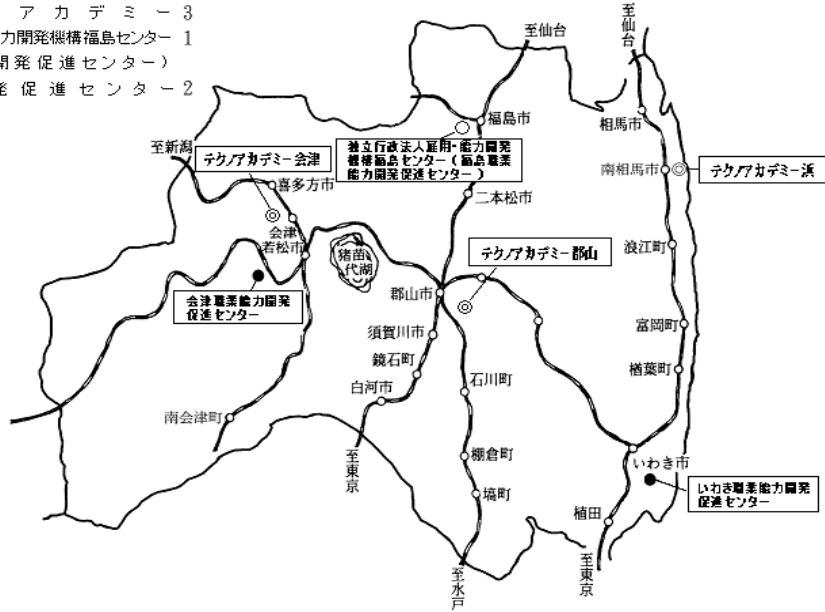 アカデミー3
力開発機構福島センター1
開発促進センター)
発促進センター2
至仙台
至仙台
福島市
相馬市
至新潟
テクノアカデミー会津
独立行政法人雇用・能力開発
機構福島センター(福島職業
能力開発促進センター)
南相馬市
テクノアカデミー浜
喜多方市
二本松市
会津
若松市
猪苗
代湖
テクノアカデミー郡山
浪江町
会津職業能力開発
促進センター
郡山市
須賀川市
富岡町
鏡石町
石川町
楢葉町
白河市
南会津町
至東京
棚倉町
いわき市
塙町
いわき職業能力開発
促進センター
植田
至水戸
至東京